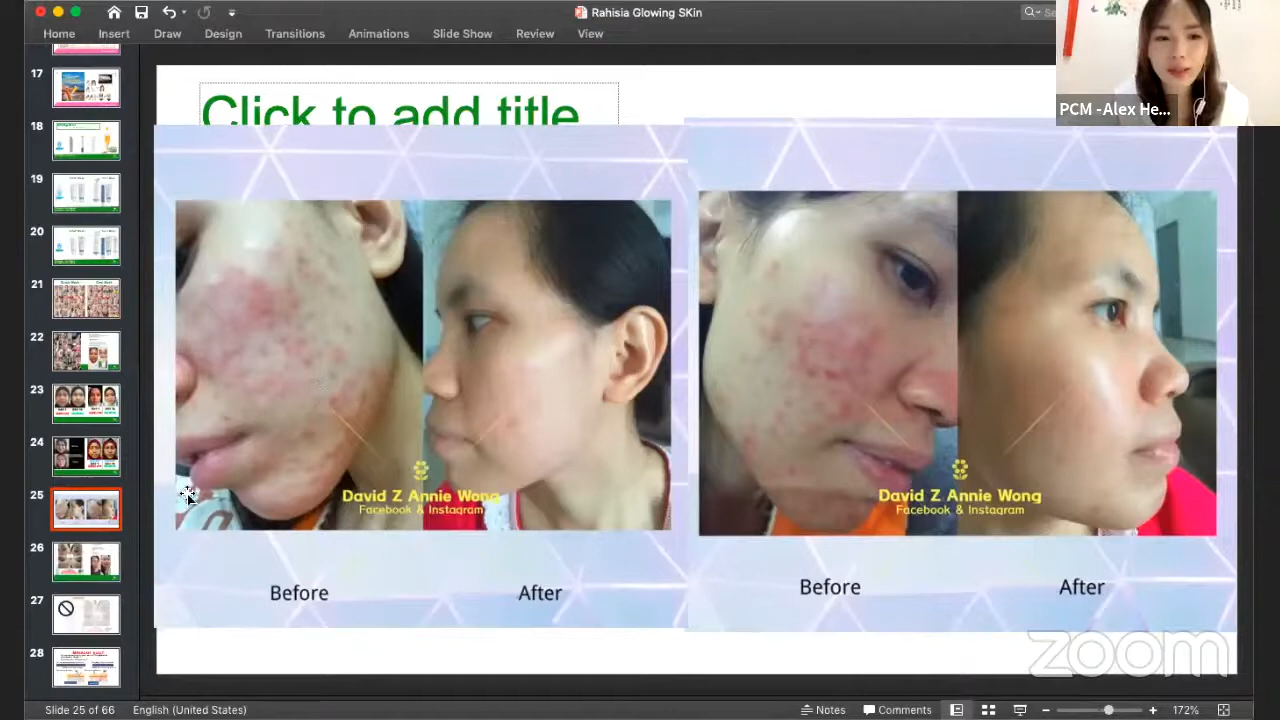 Rahisia Glowing SKin
Home Insert Draw Design Transitions Animations Slide Show Review View
PCM -Alex He...
Click to add title
17
18
19
20
21
22
23
24
25
26
27
28
David Z Annie Wong
Facebook & Instagram
Before After
David Z Annie Wong
Facebook & Instagram
Before After
zoom
Slide 25 of 66 English (United States) Notes Comments 172%